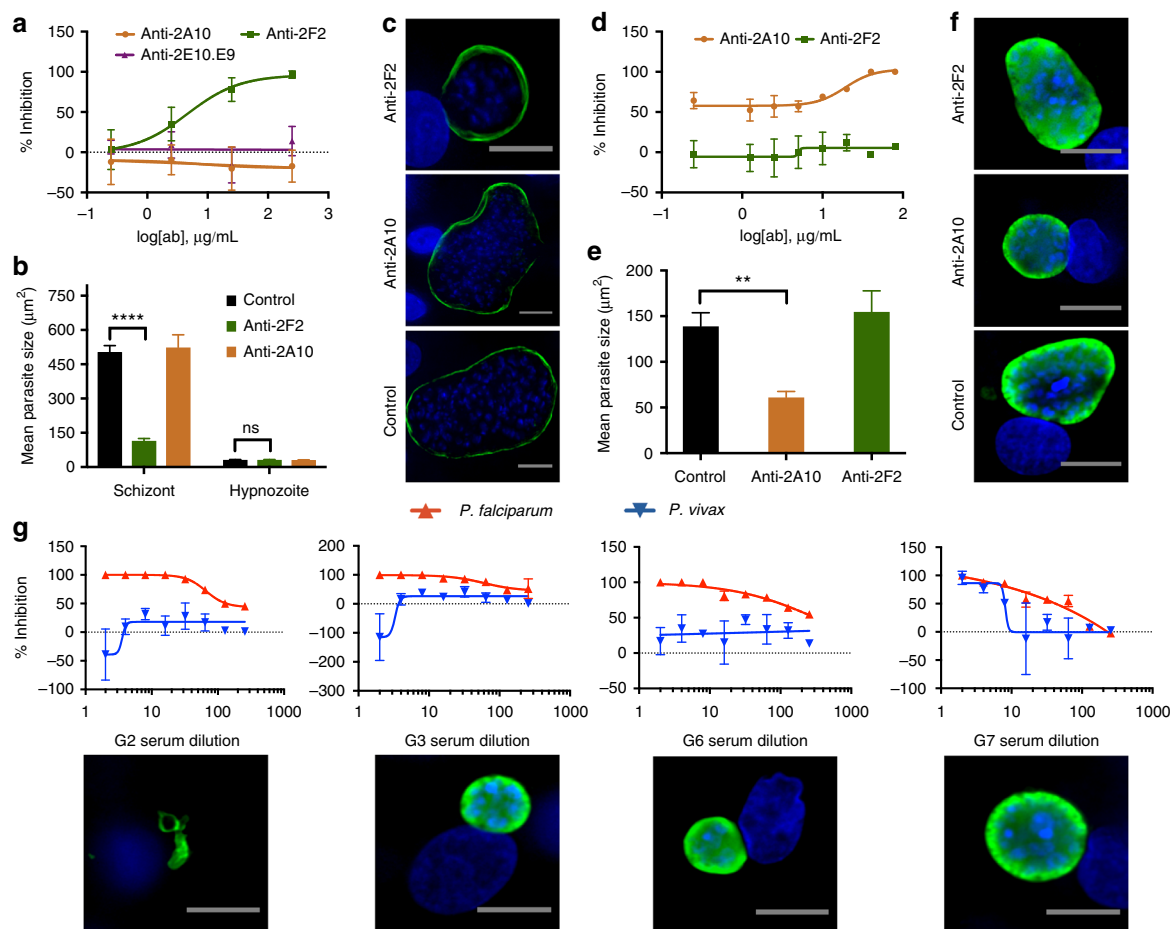 a
Anti-2A10 Anti-2F2
Anti-2E10.E9
% Inhibition
150
100
50
0
−50
−1 0 1 2 3
log[ab], μg/mL
b
Mean parasite size (μm²)
750
600
450
300
150
0
Control
Anti-2F2
Anti-2A10
****
ns
Schizont Hypnozoite
c
Anti-2F2
Anti-2A10
Control
d
Anti-2A10 Anti-2F2
% Inhibition
150
100
50
0
−50
−1 0 1 2
log[ab], μg/mL
e
Mean parasite size (μm²)
200
150
100
50
0
**
Control Anti-2A10 Anti-2F2
f
Anti-2F2
Anti-2A10
Control
P. falciparum P. vivax
g
% Inhibition
150
100
50
0
−50
−100
1 10 100 1000
G2 serum dilution
200
100
0
−100
−200
−300
1 10 100 1000
G3 serum dilution
150
100
50
0
−50
1 10 100 1000
G6 serum dilution
150
100
50
0
−50
−100
1 10 100 1000
G7 serum dilution